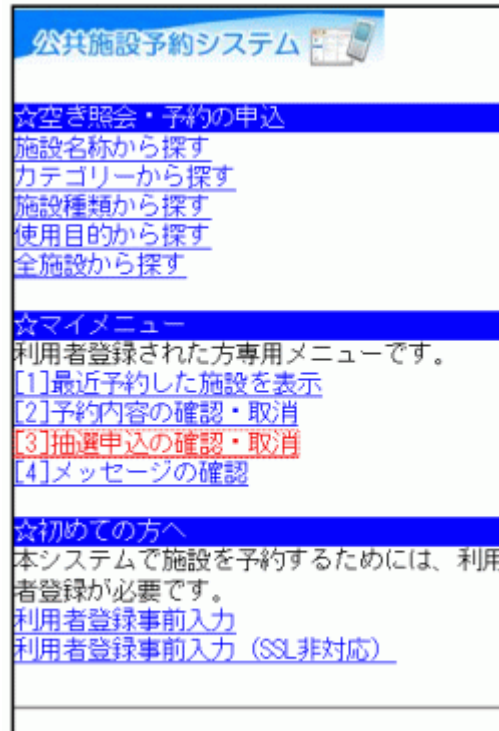 公共施設予約システム
☆空き照会・予約の申込
施設名称から探す
カテゴリーから探す
施設種類から探す
使用目的から探す
全施設から探す
☆マイメニュー
利用者登録された方専用メニューです。
[1]最近予約した施設を表示
[2]予約内容の確認・取消
[3]抽選申込の確認・取消
[4]メッセージの確認
☆初めての方へ
本システムで施設を予約するためには、利用
者登録が必要です。
利用者登録事前入力
利用者登録事前入力（SSL非対応）